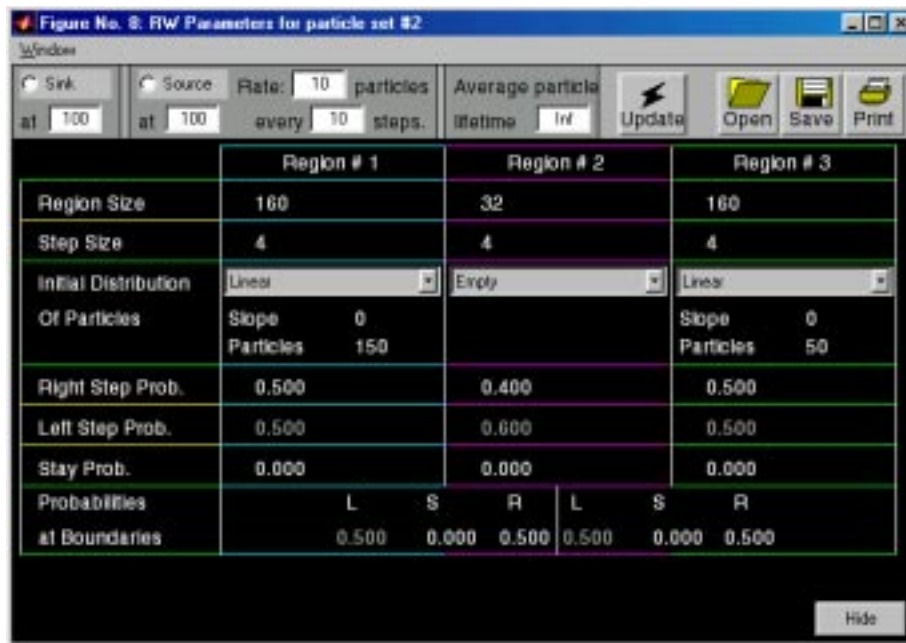 Figure No. 8: RW Parameters for particle set #2
Window
Sink Source Rate: 10 particles Average particle
at 100 at 100 every 10 steps. lifetime Inf Update Open Save Print
Region # 1 Region # 2 Region # 3
Region Size 160 32 160
Step Size 4 4 4
Initial Distribution Linear Empty Linear
Of Particles Slope 0 Slope 0
Particles 150 Particles 50
Right Step Prob. 0.500 0.400 0.500
Left Step Prob. 0.500 0.600 0.500
Stay Prob. 0.000 0.000 0.000
Probabilities L S R L S R
at Boundaries 0.500 0.000 0.500 0.500 0.000 0.500
Hide